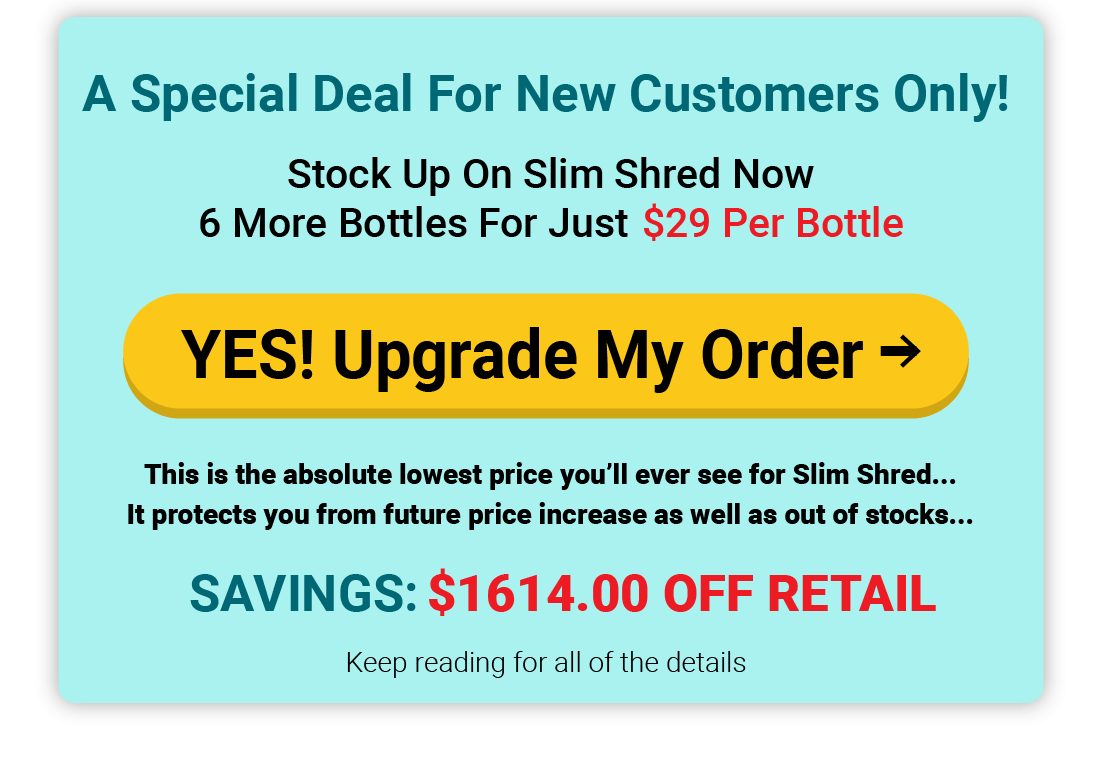 A Special Deal For New Customers Only!
Stock Up On Slim Shred Now
6 More Bottles For Just $29 Per Bottle
YES! Upgrade My Order →
This is the absolute lowest price you’ll ever see for Slim Shred...
It protects you from future price increase as well as out of stocks...
SAVINGS: $1614.00 OFF RETAIL
Keep reading for all of the details